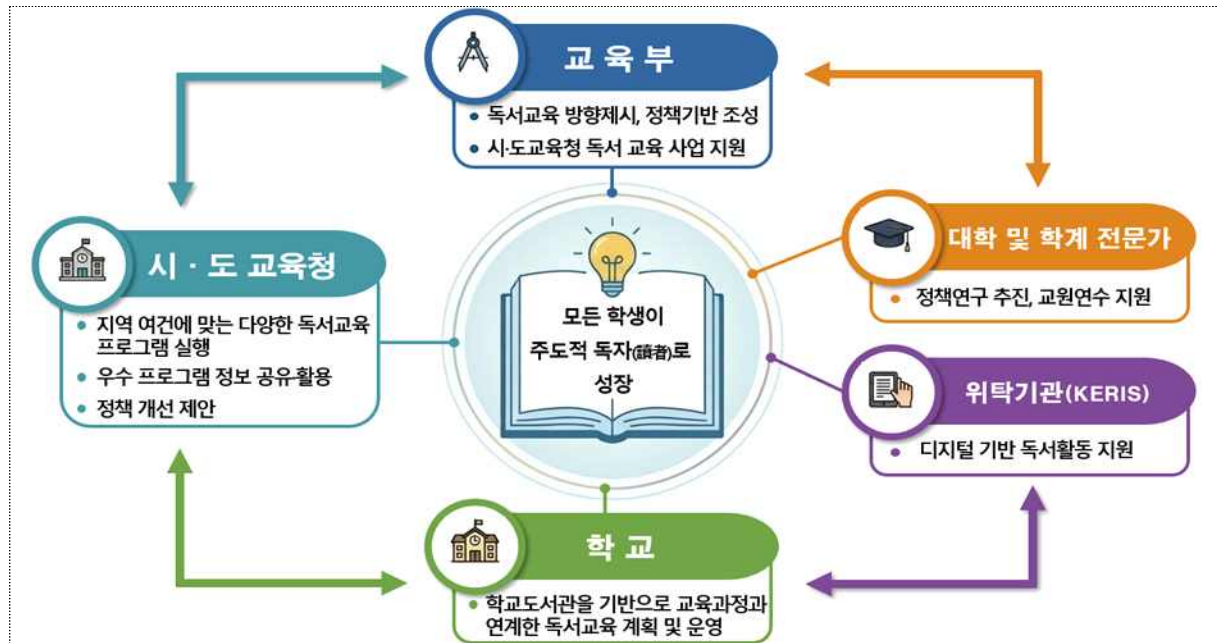 교육부
• 독서교육 방향제시, 정책기반 조성
• 시·도교육청 독서 교육 사업 지원
시·도 교육청
• 지역 여건에 맞는 다양한 독서교육
프로그램 실행
• 우수 프로그램 정보 공유·활용
• 정책 개선 제안
모든 학생이
주도적 독자(讀者)로
성장
대학 및 학계 전문가
• 정책연구 추진, 교원연수 지원
위탁기관(KERIS)
• 디지털 기반 독서활동 지원
학교
• 학교도서관을 기반으로 교육과정과
연계한 독서교육 계획 및 운영